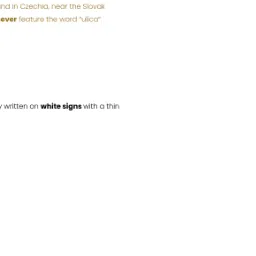 nd in Czechia, near the Slovak
ever feature the word "ulica"
written on white signs with a thin